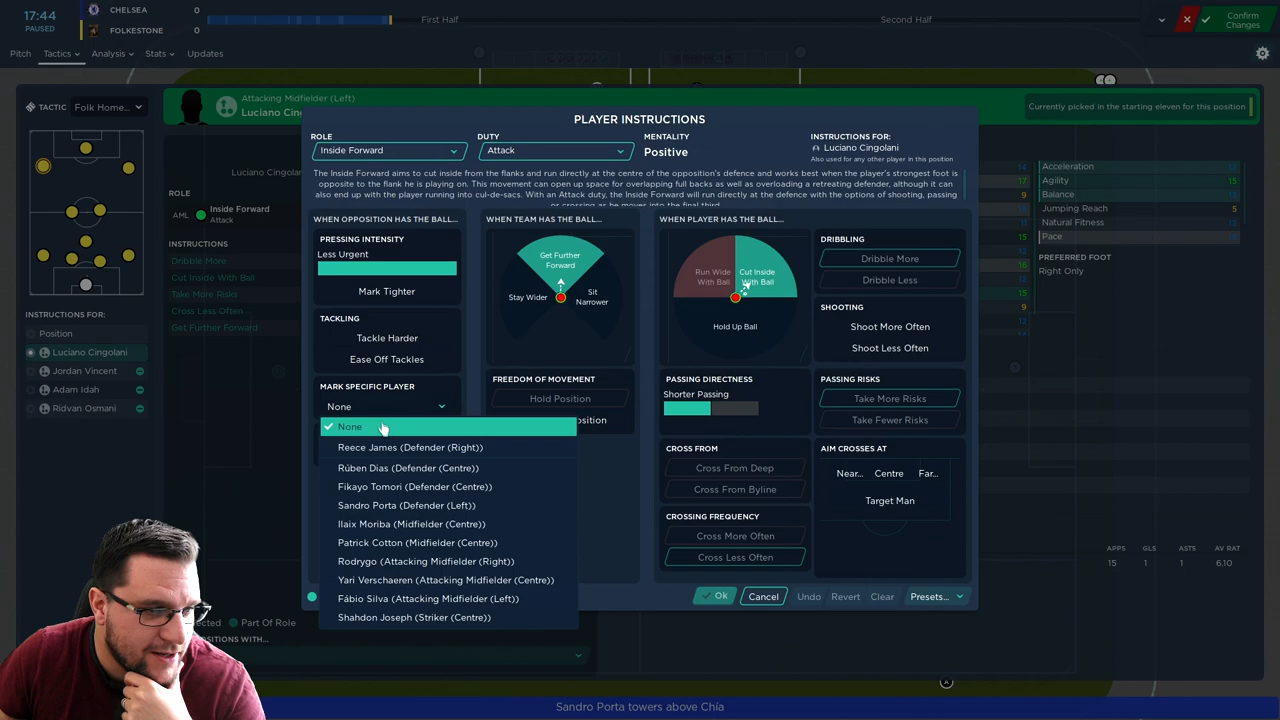 17:44
PAUSED
CHELSEA 0
FOLKESTONE 0
First Half
Second Half
Confirm
Changes
Pitch
Tactics
Analysis
Stats
Updates
TACTIC
Folk Home...
Attacking Midfielder (Left)
Luciano Cing
Currently picked in the starting eleven for this position
PLAYER INSTRUCTIONS
ROLE
Inside Forward
DUTY
Attack
MENTALITY
Positive
INSTRUCTIONS FOR:
Luciano Cingolani
Also used for any other player in this position
The Inside Forward aims to cut inside from the flanks and run directly at the centre of the opposition's defence and works best when the player's strongest foot is
opposite to the flank he is playing on. This movement can open up space for overlapping full backs as well as overloading a retreating defender, although it can
also end up with the player running into cul-de-sacs. With an Attack duty, the Inside Forward will run directly at the defence with the options of shooting, passing
Luciano Cingol
ROLE
AML
Inside Forward
Attack
INSTRUCTIONS
Dribble More
Cut Inside With Ball
Take More Risks
Cross Less Often
Get Further Forward
INSTRUCTIONS FOR:
Position
Luciano Cingolani
Jordan Vincent
Adam Idah
Ridvan Osmani
WHEN OPPOSITION HAS THE BALL...
PRESSING INTENSITY
Less Urgent
Mark Tighter
TACKLING
Tackle Harder
Ease Off Tackles
MARK SPECIFIC PLAYER
None
None
Reece James (Defender (Right))
Rúben Dias (Defender (Centre))
Fikayo Tomori (Defender (Centre))
Sandro Porta (Defender (Left))
Ilaix Moriba (Midfielder (Centre))
Patrick Cotton (Midfielder (Centre))
Rodrygo (Attacking Midfielder (Right))
Yari Verschaeren (Attacking Midfielder (Centre))
Fábio Silva (Attacking Midfielder (Left))
Shahdon Joseph (Striker (Centre))
WHEN TEAM HAS THE BALL...
Get Further
Forward
Stay Wider
Sit
Narrower
FREEDOM OF MOVEMENT
Hold Position
osition
WHEN PLAYER HAS THE BALL...
Run Wide
With Ball
Cut Inside
With Ball
Hold Up Ball
PASSING DIRECTNESS
Shorter Passing
CROSS FROM
Cross From Deep
Cross From Byline
CROSSING FREQUENCY
Cross More Often
Cross Less Often
DRIBBLING
Dribble More
Dribble Less
SHOOTING
Shoot More Often
Shoot Less Often
PASSING RISKS
Take More Risks
Take Fewer Risks
AIM CROSSES AT
Near...
Centre
Far...
Target Man
Ok
Cancel
Undo
Revert
Clear
Presets...
Acceleration
Agility 15
Balance
Jumping Reach 5
Natural Fitness
Pace
PREFERRED FOOT
Right Only
APPS GLS ASTS AV RAT
15 1 1 6.10
Part Of Role
OSITIONS WITH...
Sandro Porta towers above Chía